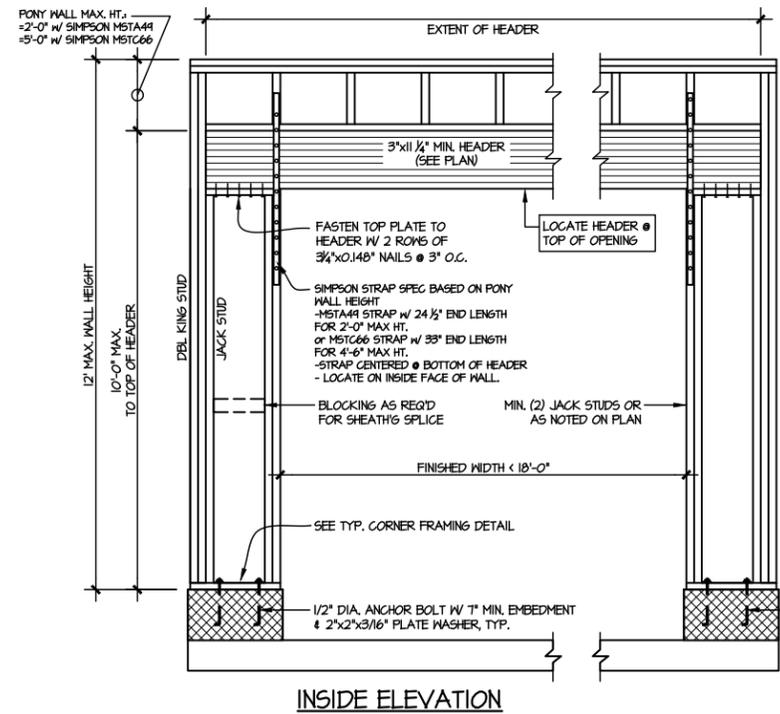 PONY WALL MAX. HT.:
=2'-0" W/ SIMPSON MSTA49
=5'-0" W/ SIMPSON MSTC66
EXTENT OF HEADER
3"x11 1/4" MIN. HEADER
(SEE PLAN)
FASTEN TOP PLATE TO
HEADER W/ 2 ROWS OF
3 1/4"x0.148" NAILS @ 3" O.C.
LOCATE HEADER @
TOP OF OPENING
SIMPSON STRAP SPEC BASED ON PONY
WALL HEIGHT
-MSTA49 STRAP w/ 24 1/2" END LENGTH
FOR 2'-0" MAX HT.
or MSTC66 STRAP w/ 33" END LENGTH
FOR 4'-6" MAX HT.
-STRAP CENTERED @ BOTTOM OF HEADER
- LOCATE ON INSIDE FACE OF WALL.
12' MAX. WALL HEIGHT
10'-0" MAX.
TO TOP OF HEADER
DBL KING STUD
JACK STUD
BLOCKING AS REQ'D
FOR SHEATH'G SPLICE
MIN. (2) JACK STUDS OR
AS NOTED ON PLAN
FINISHED WIDTH < 18'-0"
SEE TYP. CORNER FRAMING DETAIL
1/2" DIA. ANCHOR BOLT W/ 7" MIN. EMBEDMENT
& 2"x2"x3/16" PLATE WASHER, TYP.
INSIDE ELEVATION